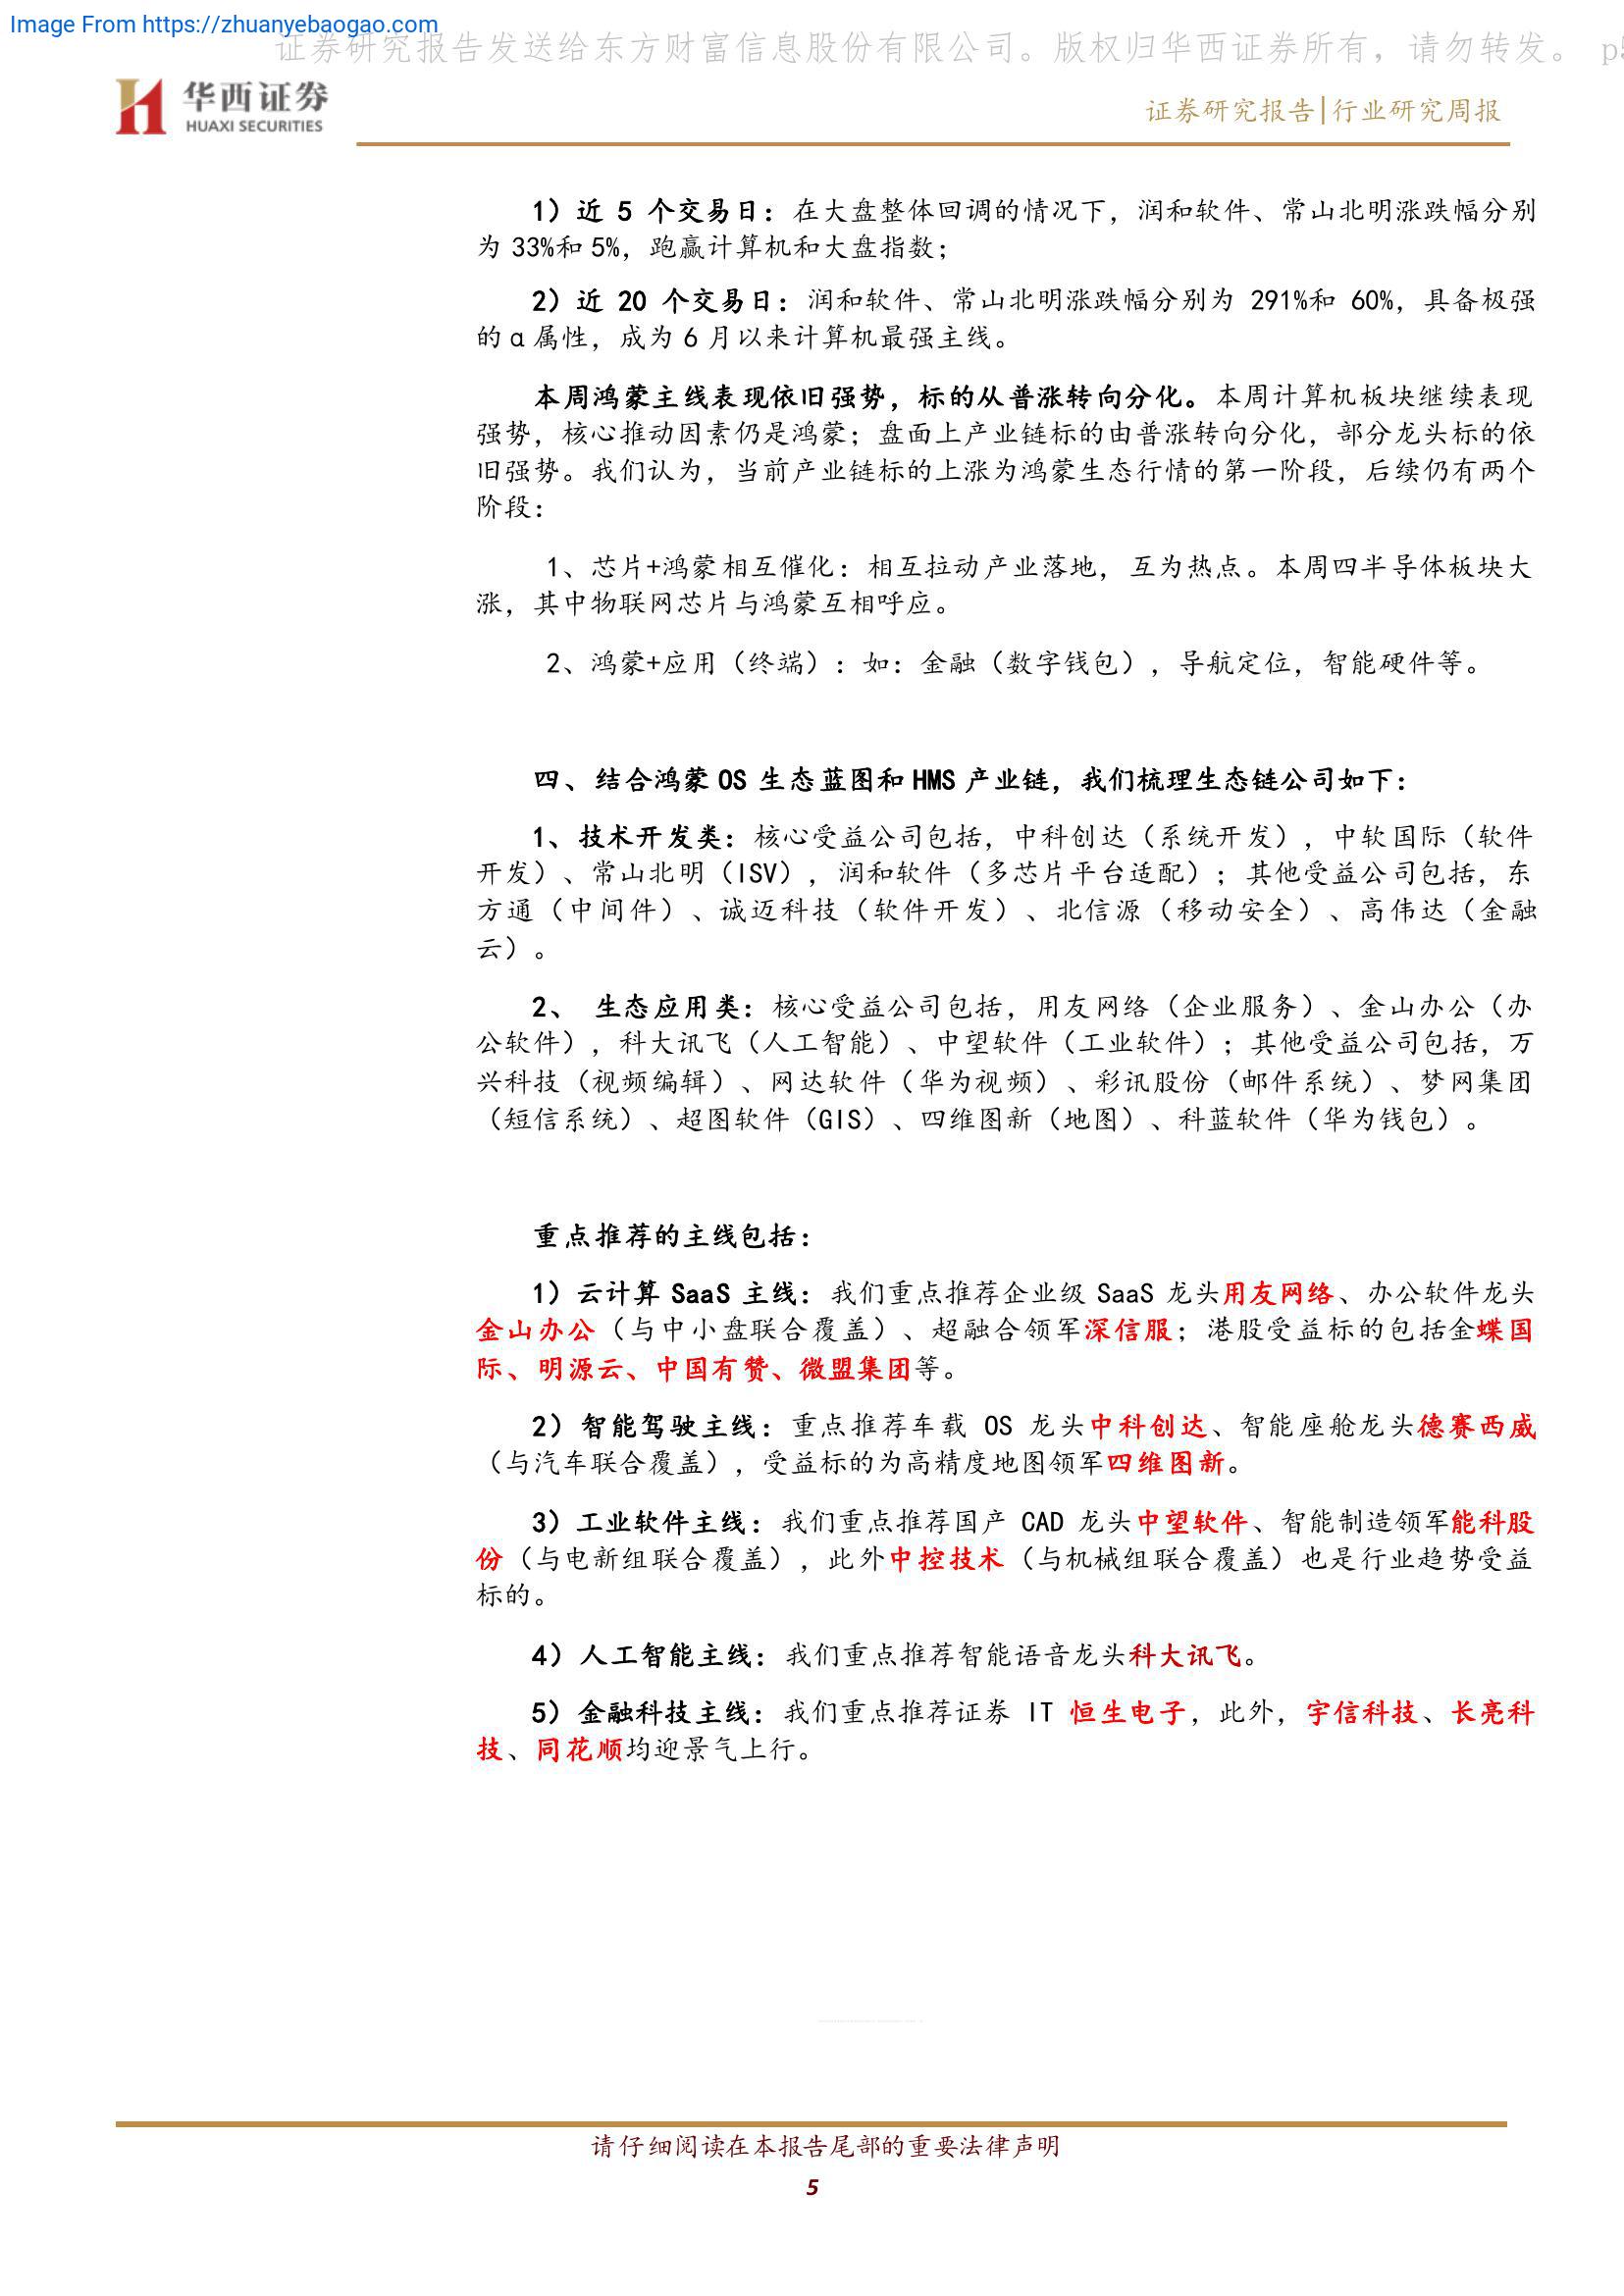 Image From https://zhuanyebaogao.com
证券研究报告发送给东方财富信息股份有限公司。版权归华西证券所有，请勿转发。 p5
华西证券
HUAXI SECURITIES
证券研究报告|行业研究周报
1）近 5 个交易日：在大盘整体回调的情况下，润和软件、常山北明涨跌幅分别
为 33%和 5%，跑赢计算机和大盘指数；
2）近 20 个交易日：润和软件、常山北明涨跌幅分别为 291%和 60%，具备极强
的 α 属性，成为 6 月以来计算机最强主线。
本周鸿蒙主线表现依旧强势，标的从普涨转向分化。本周计算机板块继续表现
强势，核心推动因素仍是鸿蒙；盘面上产业链标的由普涨转向分化，部分龙头标的依
旧强势。我们认为，当前产业链标的上涨为鸿蒙生态行情的第一阶段，后续仍有两个
阶段：
1、芯片+鸿蒙相互催化：相互拉动产业落地，互为热点。本周四半导体板块大
涨，其中物联网芯片与鸿蒙互相呼应。
2、鸿蒙+应用（终端）：如：金融（数字钱包），导航定位，智能硬件等。
四、结合鸿蒙 OS 生态蓝图和 HMS 产业链，我们梳理生态链公司如下：
1、技术开发类：核心受益公司包括，中科创达（系统开发），中软国际（软件
开发）、常山北明（ISV），润和软件（多芯片平台适配）；其他受益公司包括，东
方通（中间件）、诚迈科技（软件开发）、北信源（移动安全）、高伟达（金融
云）。
2、 生态应用类：核心受益公司包括，用友网络（企业服务）、金山办公（办
公软件），科大讯飞（人工智能）、中望软件（工业软件）；其他受益公司包括，万
兴科技（视频编辑）、网达软件（华为视频）、彩讯股份（邮件系统）、梦网集团
（短信系统）、超图软件（GIS）、四维图新（地图）、科蓝软件（华为钱包）。
重点推荐的主线包括：
1）云计算 SaaS 主线：我们重点推荐企业级 SaaS 龙头用友网络、办公软件龙头
金山办公（与中小盘联合覆盖）、超融合领军深信服；港股受益标的包括金蝶国
际、明源云、中国有赞、微盟集团等。
2）智能驾驶主线：重点推荐车载 OS 龙头中科创达、智能座舱龙头德赛西威
（与汽车联合覆盖），受益标的为高精度地图领军四维图新。
3）工业软件主线：我们重点推荐国产 CAD 龙头中望软件、智能制造领军能科股
份（与电新组联合覆盖），此外中控技术（与机械组联合覆盖）也是行业趋势受益
标的。
4）人工智能主线：我们重点推荐智能语音龙头科大讯飞。
5）金融科技主线：我们重点推荐证券 IT 恒生电子，此外，宇信科技、长亮科
技、同花顺均迎景气上行。
请仔细阅读在本报告尾部的重要法律声明
5